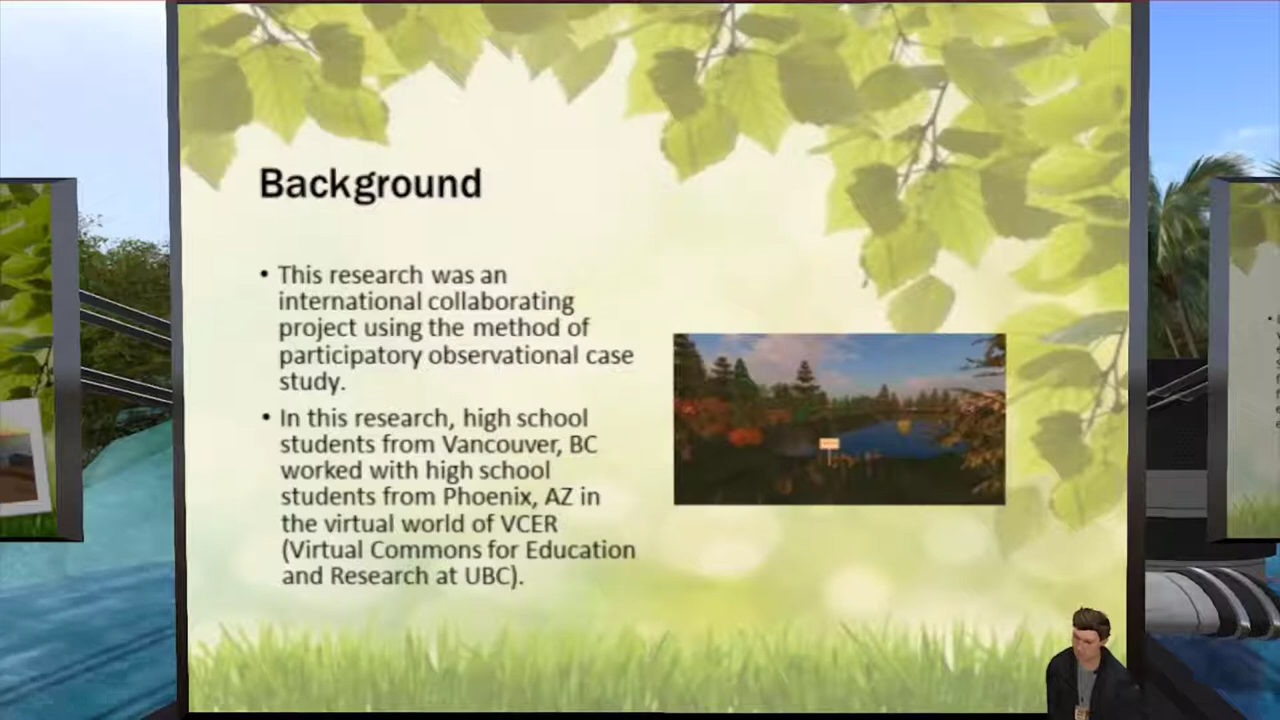 Background
• This research was an
international collaborating
project using the method of
participatory observational case
study.
• In this research, high school
students from Vancouver, BC
worked with high school
students from Phoenix, AZ in
the virtual world of VCER
(Virtual Commons for Education
and Research at UBC).